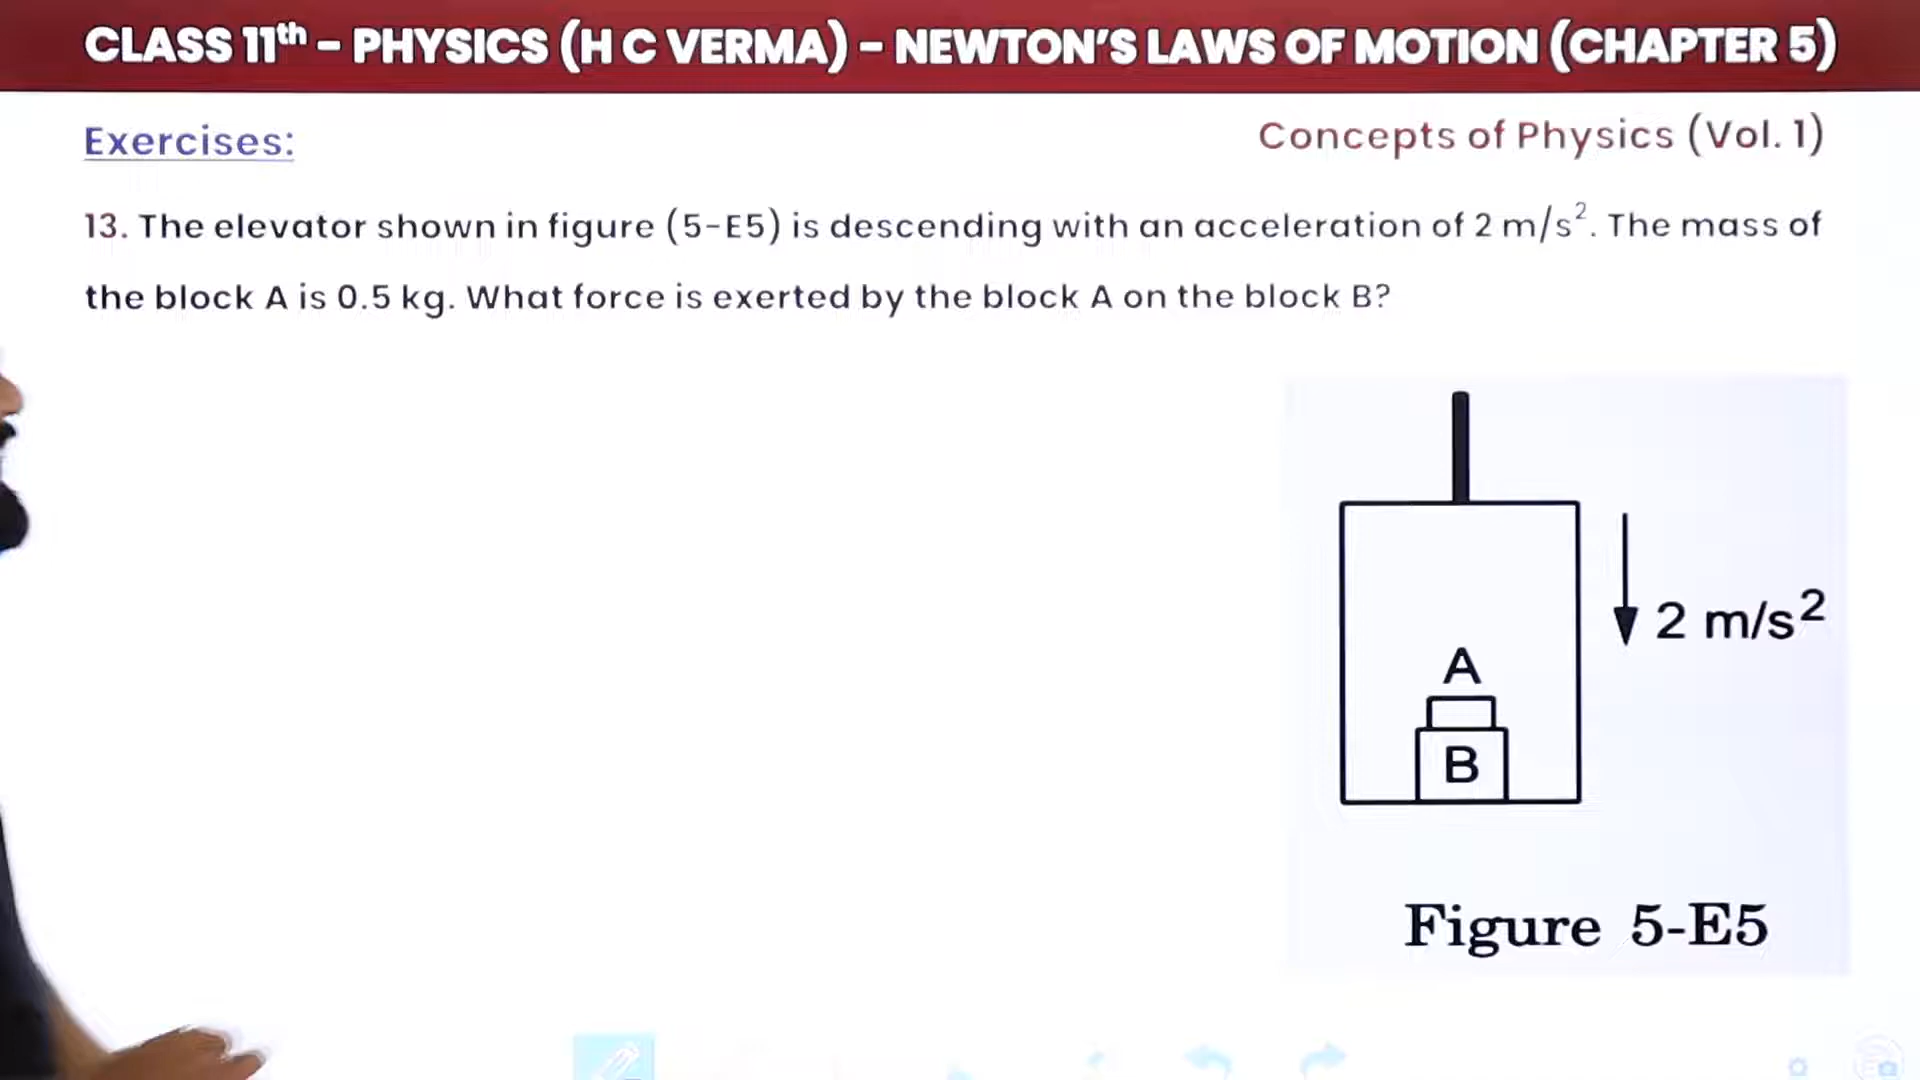 CLASS 11th – PHYSICS (H C VERMA) – NEWTON'S LAWS OF MOTION (CHAPTER 5)
Exercises:
Concepts of Physics (Vol. 1)
13. The elevator shown in figure (5-E5) is descending with an acceleration of 2 m/s². The mass of
the block A is 0.5 kg. What force is exerted by the block A on the block B?
2 m/s²
A
B
Figure 5-E5